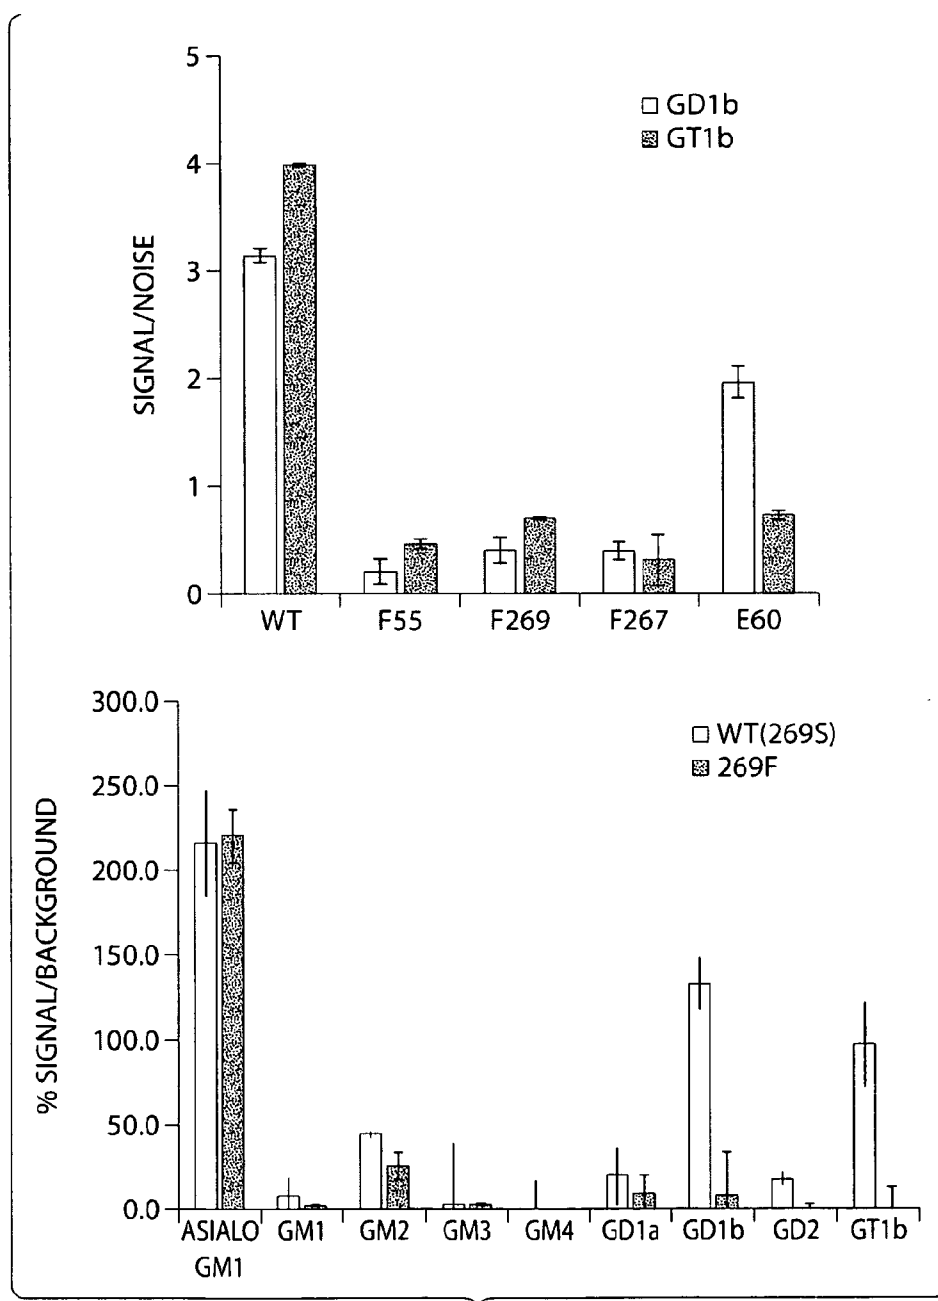 5
4
3
2
1
0
SIGNAL/NOISE
GD1b
GT1b
WT F55 F269 F267 E60
300.0
250.0
200.0
150.0
100.0
50.0
0.0
% SIGNAL/BACKGROUND
WT(269S)
269F
ASIALO GM1 GM2 GM3 GM4 GD1a GD1b GD2 GT1b
GM1